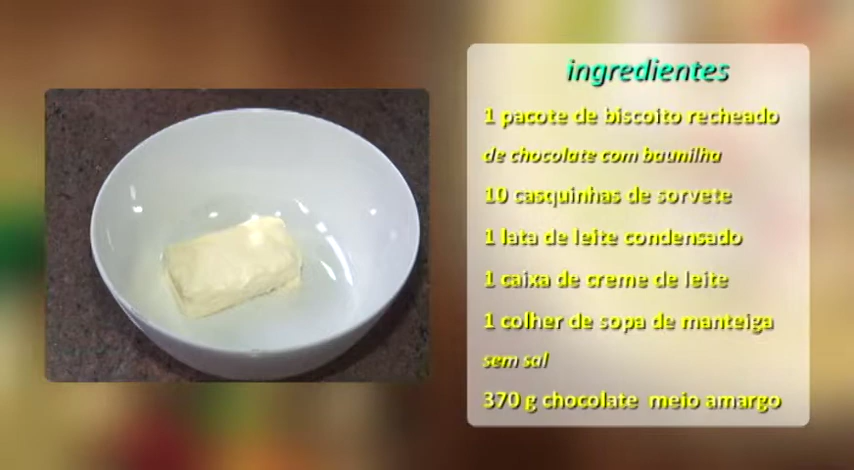 ingredientes
1 pacote de biscoito recheado
de chocolate com baunilha
10 casquinhas de sorvete
1 lata de leite condensado
1 caixa de creme de leite
1 colher de sopa de manteiga
sem sal
370 g chocolate meio amargo